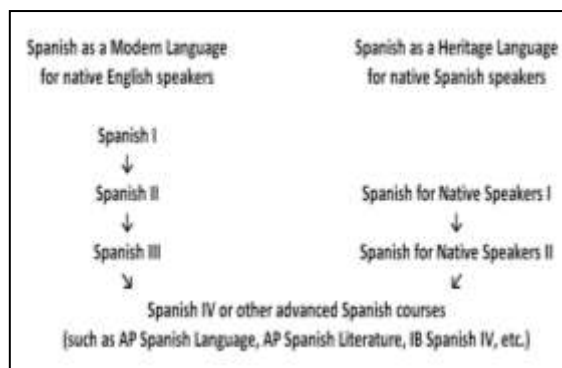 Spanish as a Modern Language
for native English speakers
Spanish as a Heritage Language
for native Spanish speakers
Spanish I
↓
Spanish II
Spanish for Native Speakers I
↓
↓
Spanish III
Spanish for Native Speakers II
↘
↙
Spanish IV or other advanced Spanish courses
(such as AP Spanish Language, AP Spanish Literature, IB Spanish IV, etc.)